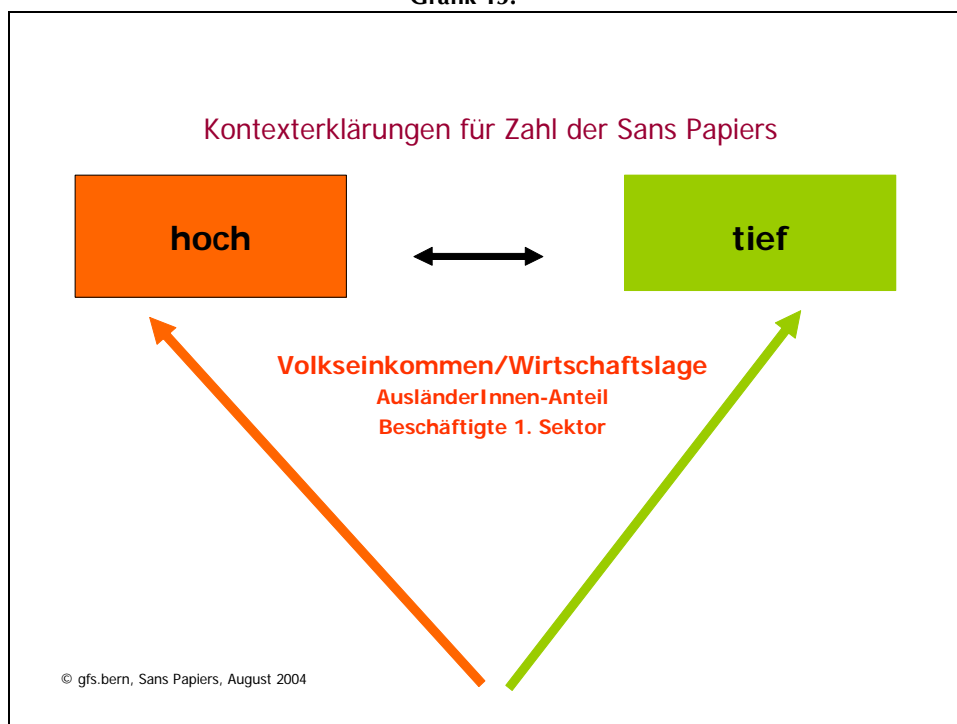 Kontexterklärungen für Zahl der Sans Papiers
hoch
tief
Volkseinkommen/Wirtschaftslage
AusländerInnen-Anteil
Beschäftigte 1. Sektor
© gfs.bern, Sans Papiers, August 2004